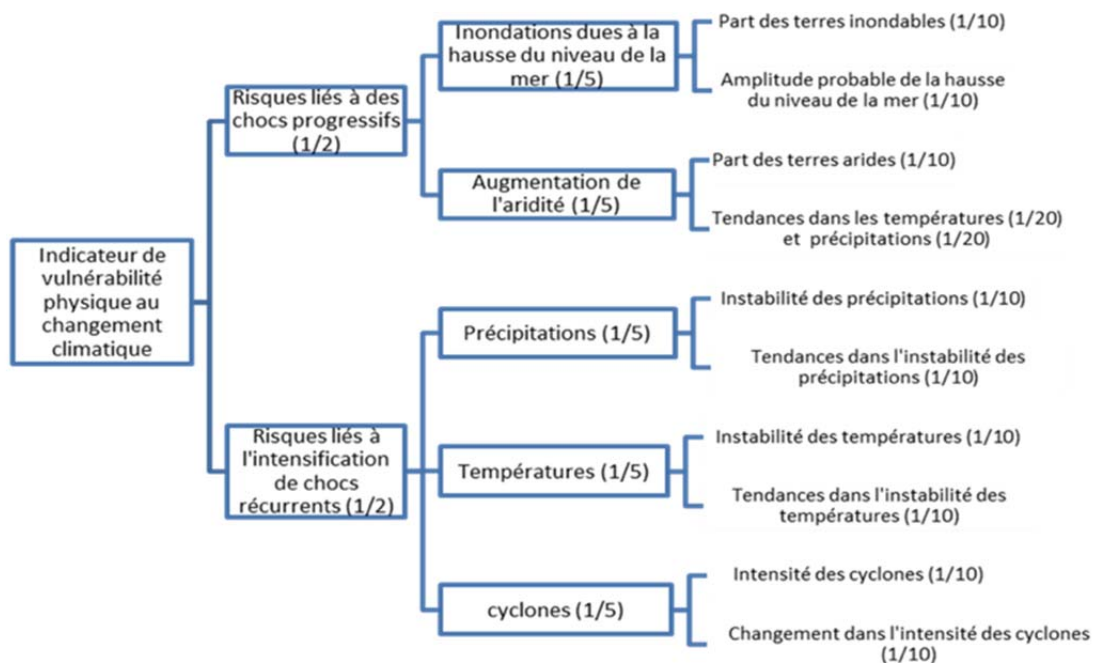 Indicateur de
vulnérabilité
physique au
changement
climatique
Risques liés à des
chocs progressifs
(1/2)
Inondations dues à la
hausse du niveau de la
mer (1/5)
Part des terres inondables (1/10)
Amplitude probable de la hausse
du niveau de la mer (1/10)
Augmentation de
l'aridité (1/5)
Part des terres arides (1/10)
Tendances dans les températures (1/20)
et précipitations (1/20)
Risques liés à
l'intensification
de chocs
récurrents (1/2)
Précipitations (1/5)
Instabilité des précipitations (1/10)
Tendances dans l'instabilité des
précipitations (1/10)
Températures (1/5)
Instabilité des températures (1/10)
Tendances dans l'instabilité des
températures (1/10)
cyclones (1/5)
Intensité des cyclones (1/10)
Changement dans l'intensité des cyclones
(1/10)